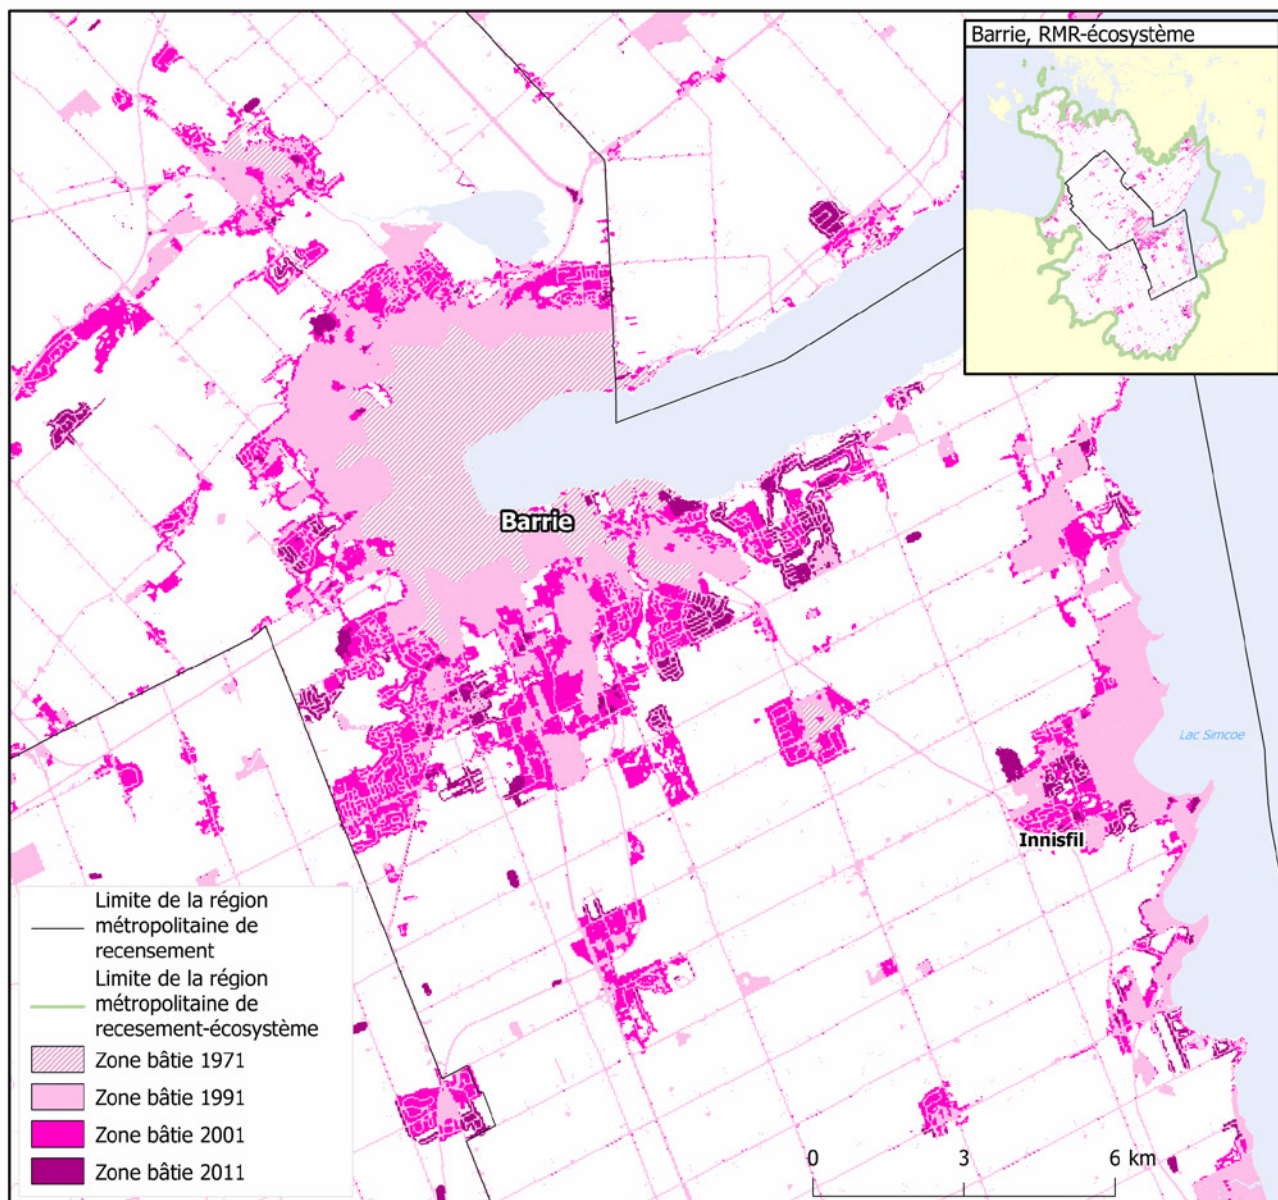 Barrie, RMR-écosystème
Barrie
Lac Simcoe
Innisfil
Limite de la région
métropolitaine de
recensement
Limite de la région
métropolitaine de
recesement-écosystème
Zone bâtie 1971
Zone bâtie 1991
Zone bâtie 2001
Zone bâtie 2011
0 3 6 km